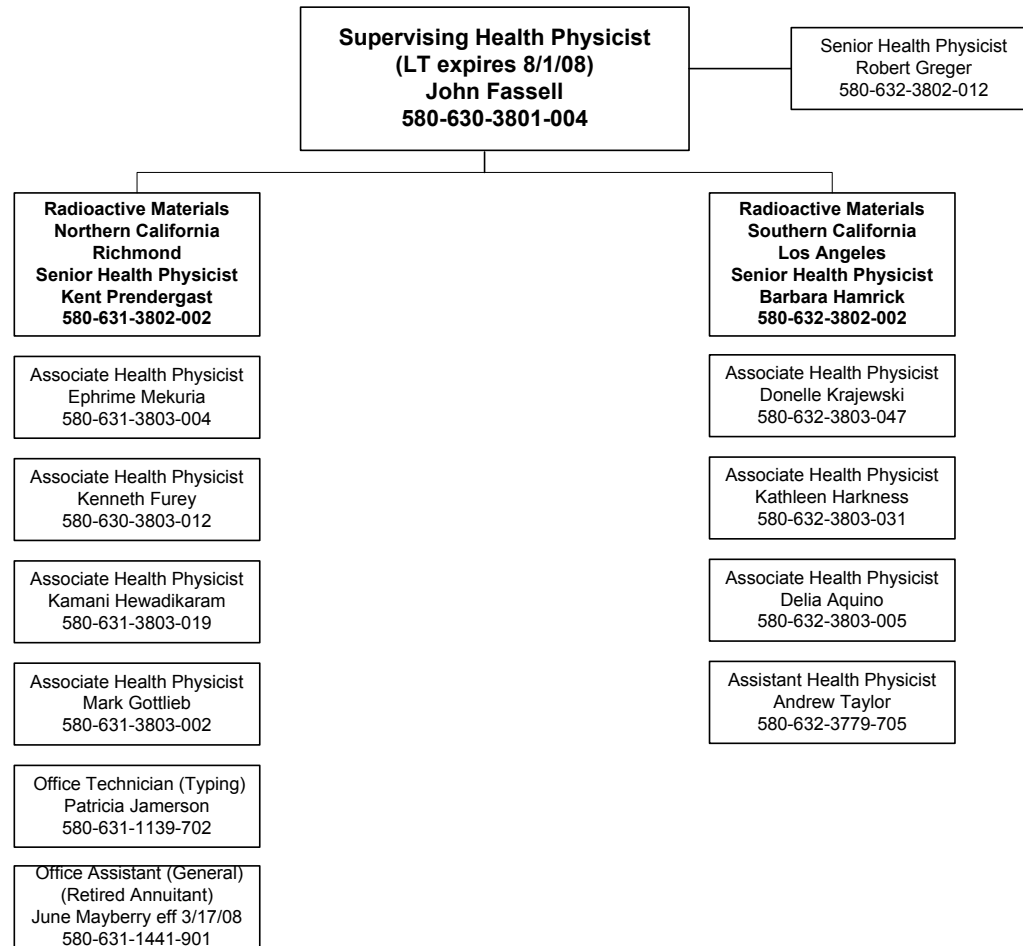 Supervising Health Physicist
(LT expires 8/1/08)
John Fassell
580-630-3801-004
Senior Health Physicist
Robert Greger
580-632-3802-012
Radioactive Materials
Northern California
Richmond
Senior Health Physicist
Kent Prendergast
580-631-3802-002
Associate Health Physicist
Ephrime Mekuria
580-631-3803-004
Associate Health Physicist
Kenneth Furey
580-630-3803-012
Associate Health Physicist
Kamani Hewadikaram
580-631-3803-019
Associate Health Physicist
Mark Gottlieb
580-631-3803-002
Office Technician (Typing)
Patricia Jamerson
580-631-1139-702
Office Assistant (General)
(Retired Annuitant)
June Mayberry eff 3/17/08
580-631-1441-901
Radioactive Materials
Southern California
Los Angeles
Senior Health Physicist
Barbara Hamrick
580-632-3802-002
Associate Health Physicist
Donelle Krajewski
580-632-3803-047
Associate Health Physicist
Kathleen Harkness
580-632-3803-031
Associate Health Physicist
Delia Aquino
580-632-3803-005
Assistant Health Physicist
Andrew Taylor
580-632-3779-705